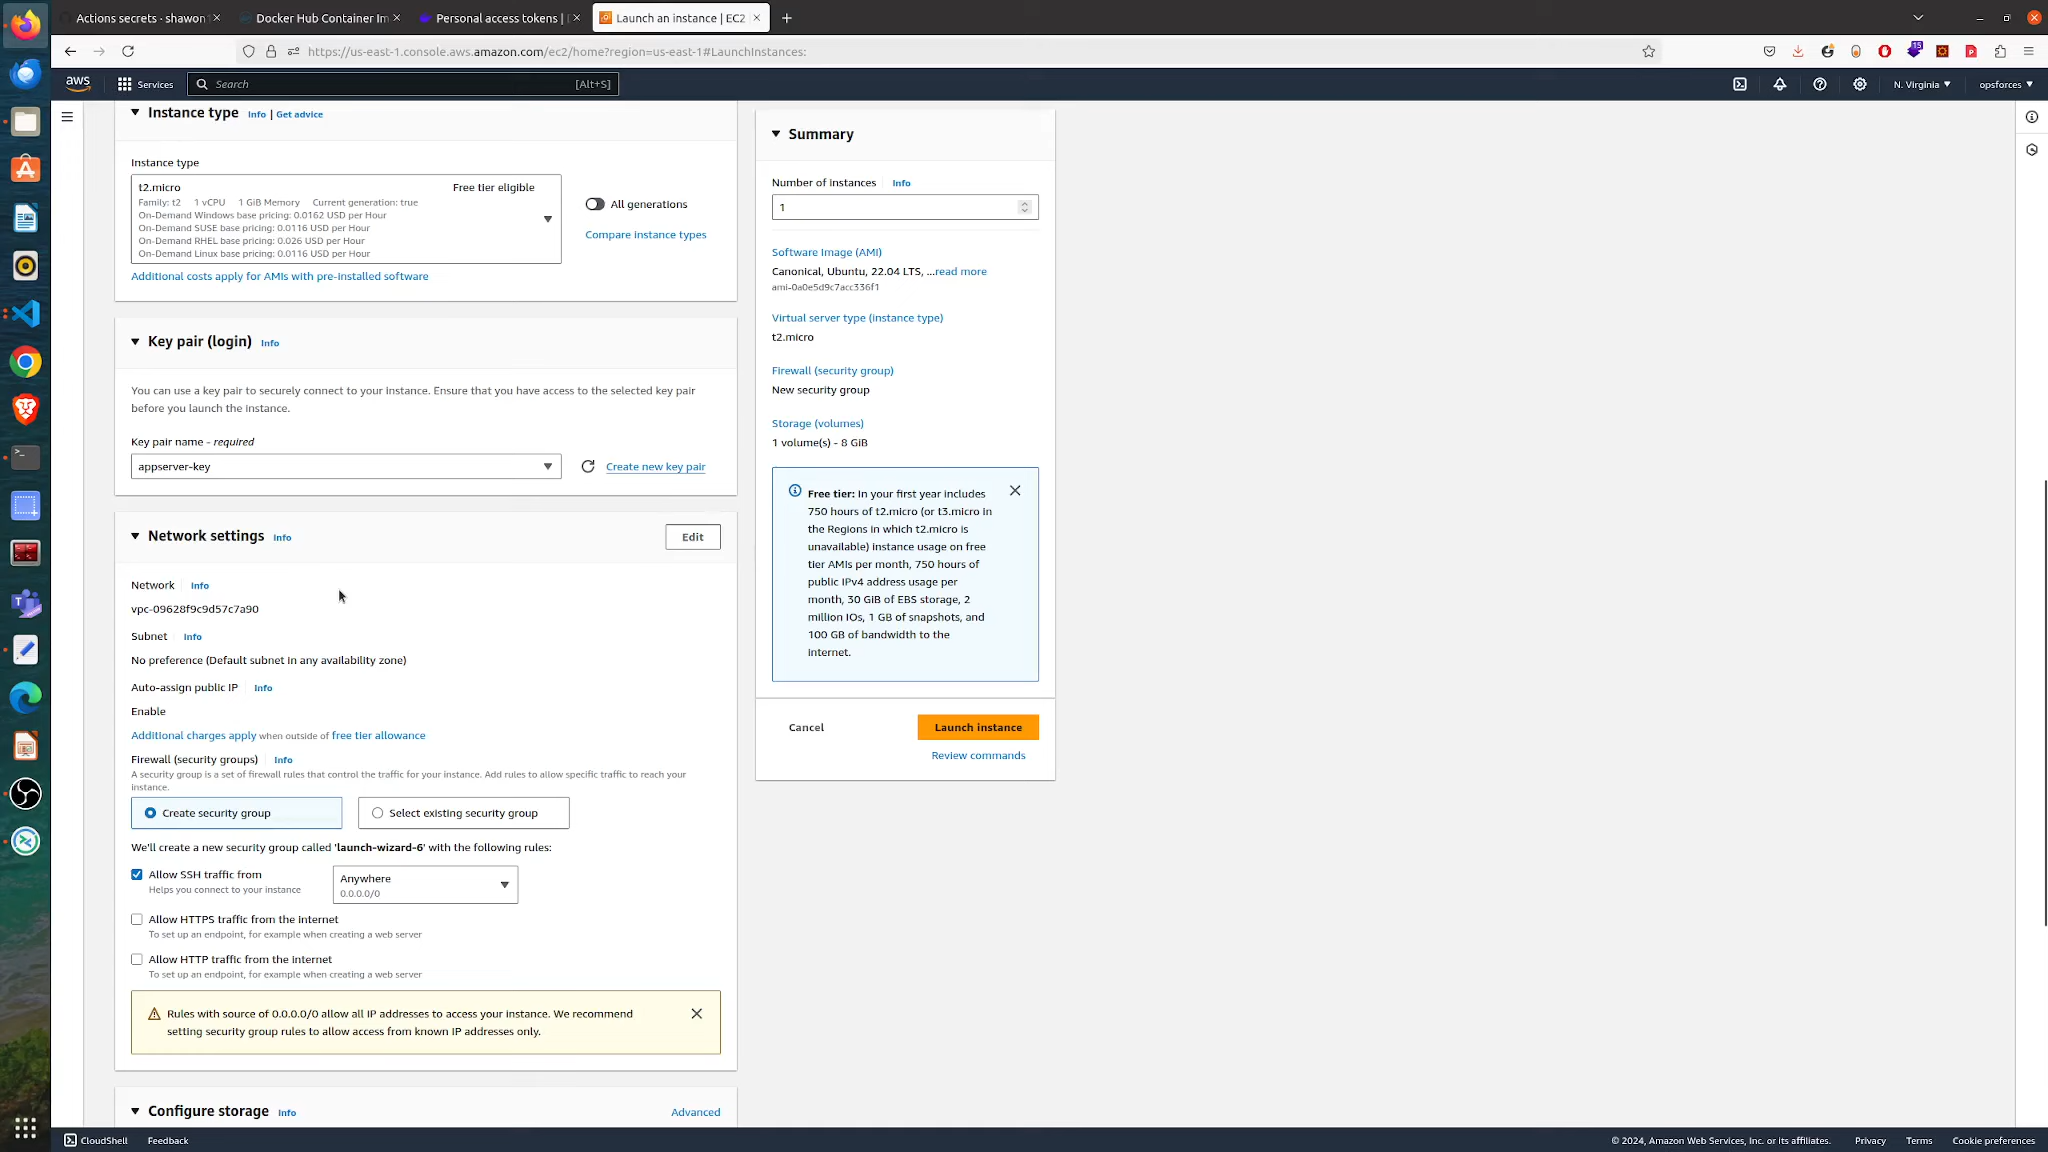 Actions secrets · shawon
Docker Hub Container Im
Personal access tokens | [
Launch an instance | EC2
https://us-east-1.console.aws.amazon.com/ec2/home?region=us-east-1#LaunchInstances:
15
aws
Services
Search
[Alt+S]
N. Virginia
opsforces
Instance type
Info | Get advice
Instance type
t2.micro
Free tier eligible
Family: t2 1 vCPU 1 GiB Memory Current generation: true
On-Demand Windows base pricing: 0.0162 USD per Hour
On-Demand SUSE base pricing: 0.0116 USD per Hour
On-Demand RHEL base pricing: 0.026 USD per Hour
On-Demand Linux base pricing: 0.0116 USD per Hour
All generations
Compare instance types
Additional costs apply for AMIs with pre-installed software
Key pair (login) Info
You can use a key pair to securely connect to your instance. Ensure that you have access to the selected key pair
before you launch the instance.
Key pair name - required
appserver-key
Create new key pair
Network settings Info
Edit
Network Info
vpc-09628f9c9d57c7a90
Subnet Info
No preference (Default subnet in any availability zone)
Auto-assign public IP Info
Enable
Additional charges apply when outside of free tier allowance
Firewall (security groups) Info
A security group is a set of firewall rules that control the traffic for your instance. Add rules to allow specific traffic to reach your
instance.
Create security group
Select existing security group
We'll create a new security group called 'launch-wizard-6' with the following rules:
Allow SSH traffic from
Helps you connect to your instance
Anywhere
0.0.0.0/0
Allow HTTPS traffic from the internet
To set up an endpoint, for example when creating a web server
Allow HTTP traffic from the internet
To set up an endpoint, for example when creating a web server
Rules with source of 0.0.0.0/0 allow all IP addresses to access your instance. We recommend
setting security group rules to allow access from known IP addresses only.
Configure storage Info
Advanced
Summary
Number of instances Info
1
Software Image (AMI)
Canonical, Ubuntu, 22.04 LTS, ...read more
ami-0a0e5d9c7acc336f1
Virtual server type (instance type)
t2.micro
Firewall (security group)
New security group
Storage (volumes)
1 volume(s) - 8 GiB
Free tier: In your first year includes
750 hours of t2.micro (or t3.micro in
the Regions in which t2.micro is
unavailable) instance usage on free
tier AMIs per month, 750 hours of
public IPv4 address usage per
month, 30 GiB of EBS storage, 2
million IOs, 1 GB of snapshots, and
100 GB of bandwidth to the
internet.
Cancel
Launch instance
Review commands
CloudShell
Feedback
© 2024, Amazon Web Services, Inc. or its affiliates.
Privacy
Terms
Cookie preferences